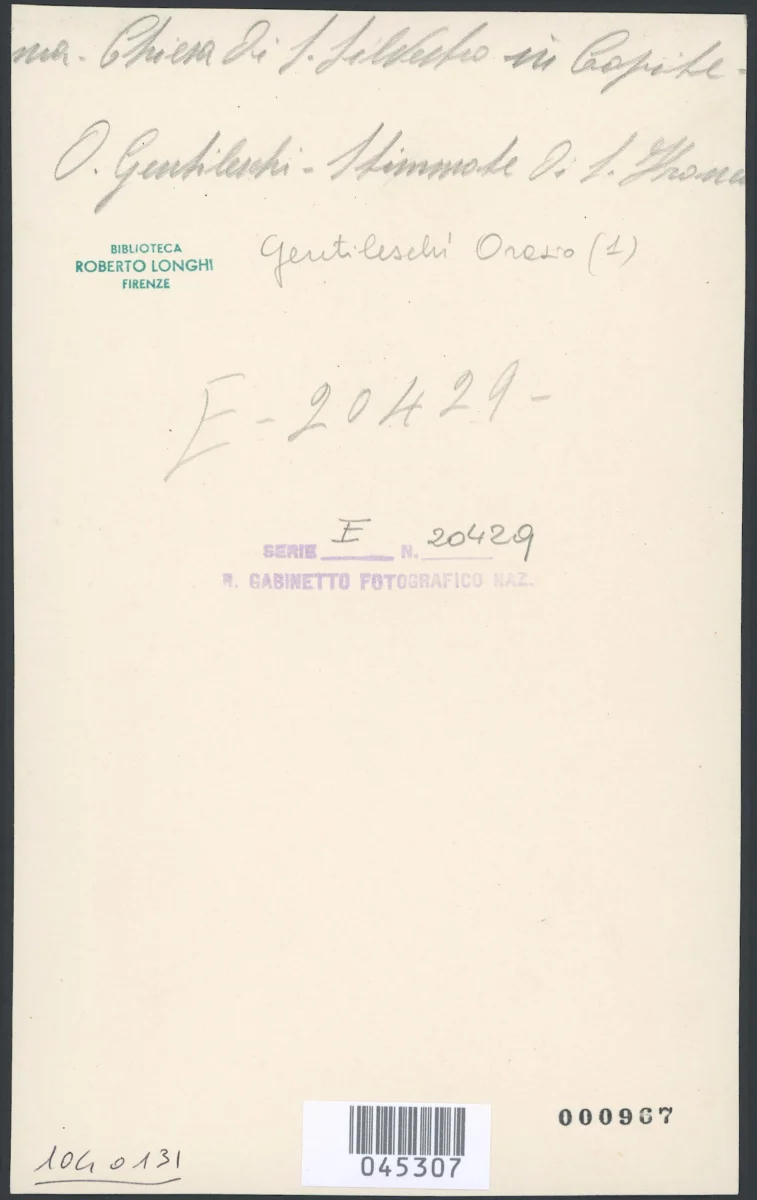 ma. Chiesa di S. Silvestro in Capite -
O. Gentileschi - Stimmate di S. Franc
BIBLIOTECA
ROBERTO LONGHI
FIRENZE
Gentileschi Orazio (1)
E - 20429 -
SERIE E N. 20429
R. GABINETTO FOTOGRAFICO NAZ.
000967
1040131
045307